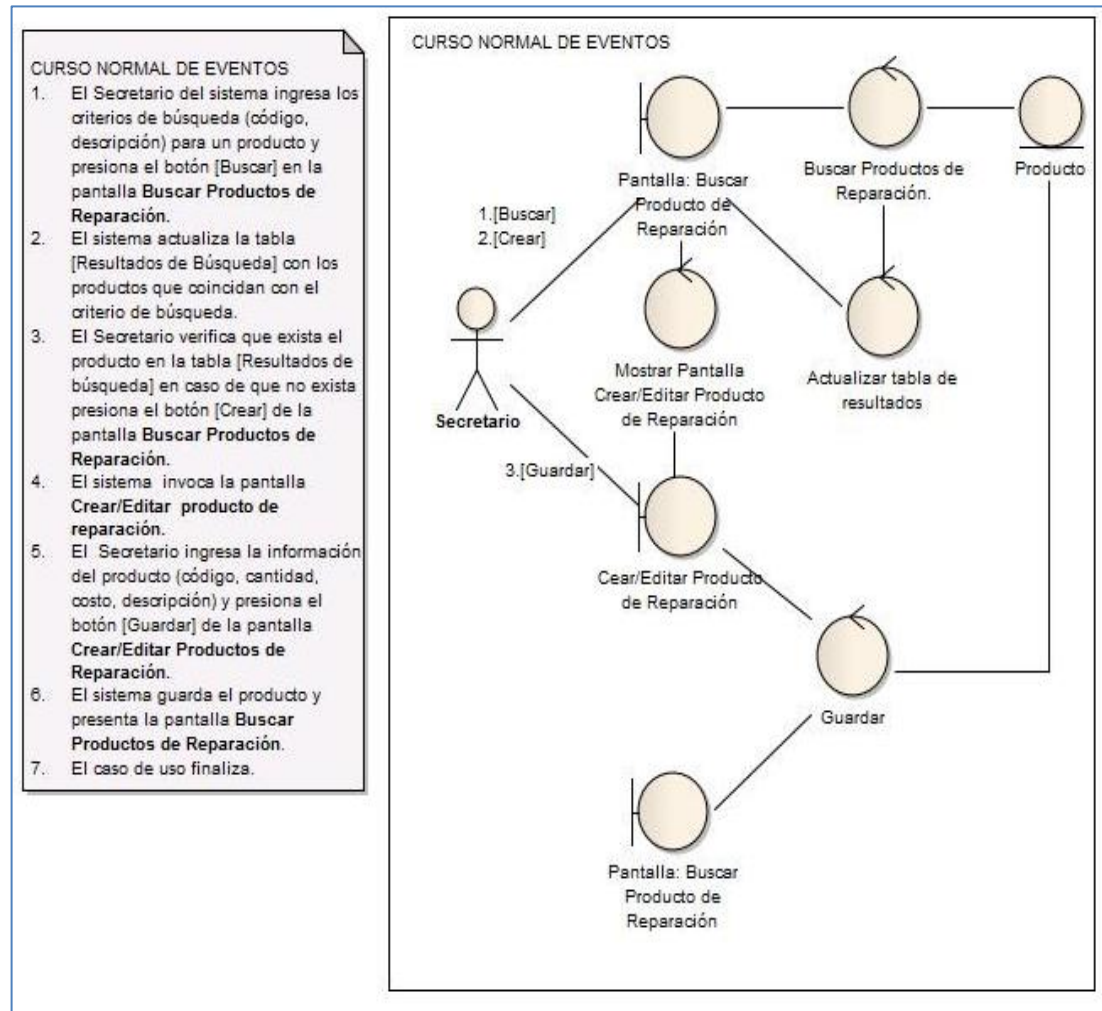 CURSO NORMAL DE EVENTOS
1. El Secretario del sistema ingresa los
criterios de búsqueda (código,
descripción) para un producto y
presiona el botón [Buscar] en la
pantalla Buscar Productos de
Reparación.
2. El sistema actualiza la tabla
[Resultados de Búsqueda] con los
productos que coincidan con el
criterio de búsqueda.
3. El Secretario verifica que exista el
producto en la tabla [Resultados de
búsqueda] en caso de que no exista
presiona el botón [Crear] de la
pantalla Buscar Productos de
Reparación.
4. El sistema invoca la pantalla
Crear/Editar producto de
reparación.
5. El Secretario ingresa la información
del producto (código, cantidad,
costo, descripción) y presiona el
botón [Guardar] de la pantalla
Crear/Editar Productos de
Reparación.
6. El sistema guarda el producto y
presenta la pantalla Buscar
Productos de Reparación.
7. El caso de uso finaliza.
CURSO NORMAL DE EVENTOS
Pantalla: Buscar
Producto de
Reparación
Buscar Productos de
Reparación.
Producto
1.[Buscar]
2.[Crear]
Secretario
Mostrar Pantalla
Crear/Editar Producto
de Reparación
Actualizar tabla de
resultados
3.[Guardar]
Cear/Editar Producto
de Reparación
Guardar
Pantalla: Buscar
Producto de
Reparación